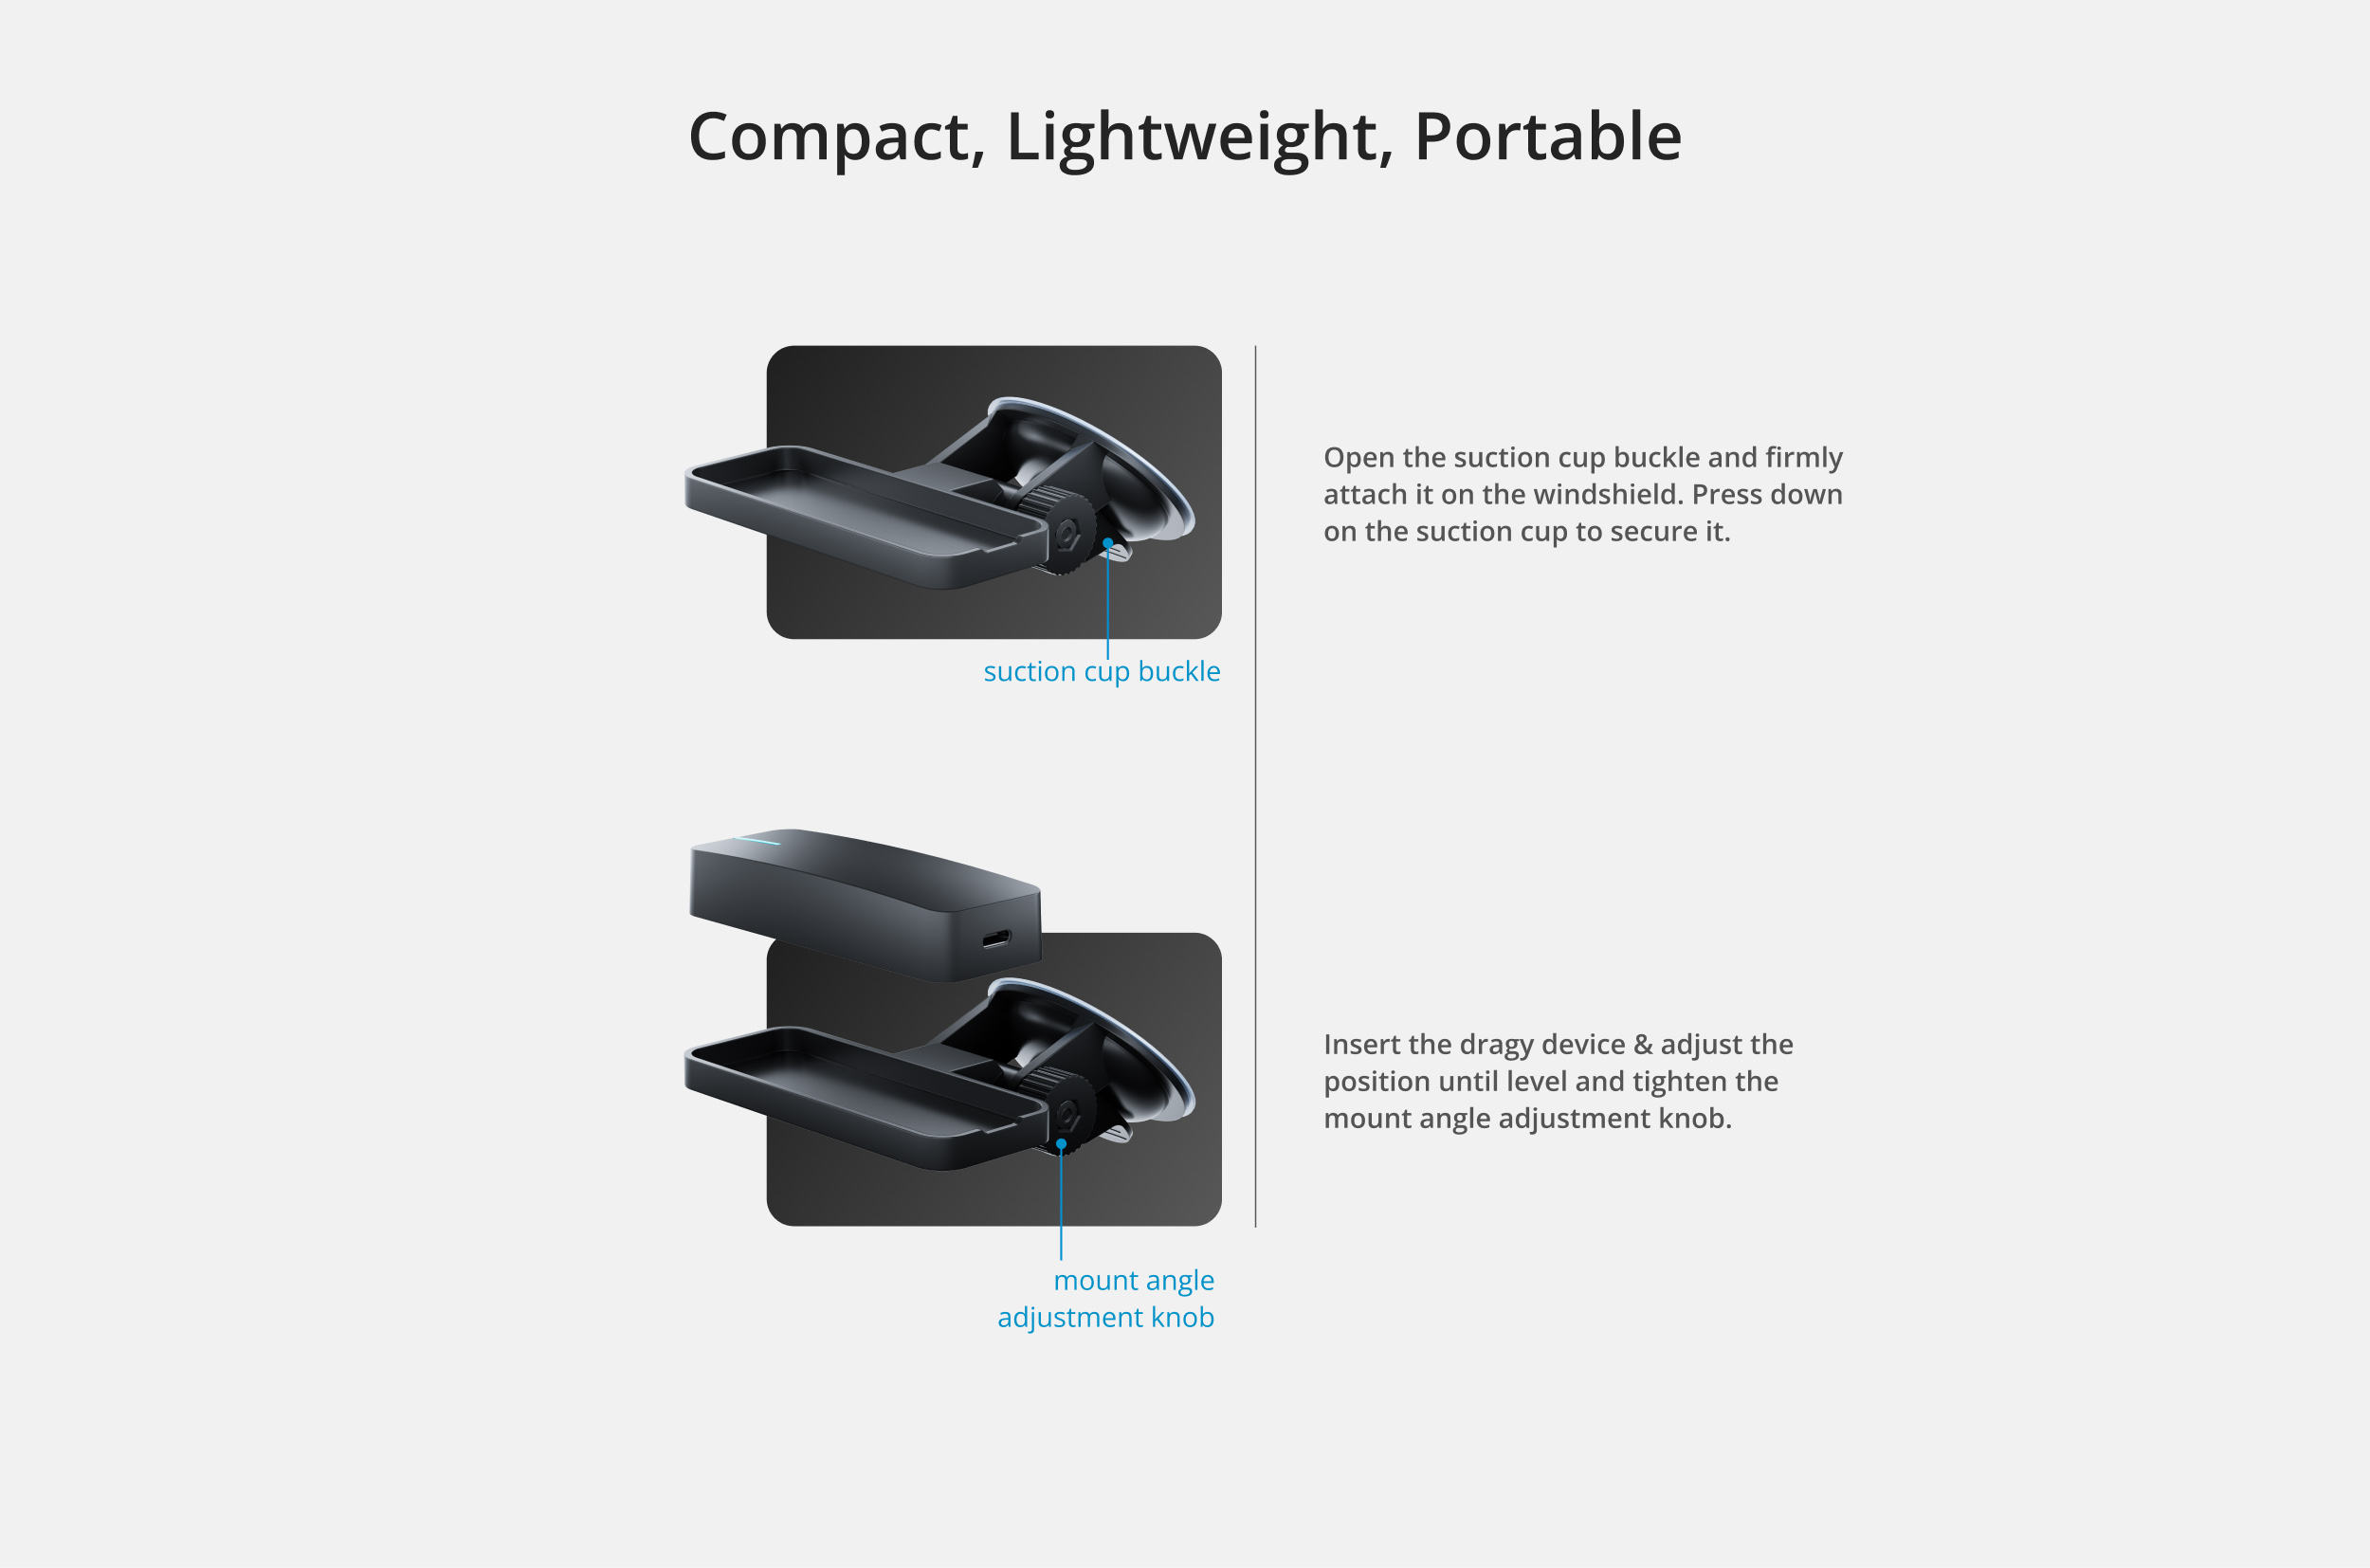 Compact, Lightweight, Portable
Open the suction cup buckle and firmly
attach it on the windshield. Press down
on the suction cup to secure it.
suction cup buckle
Insert the dragy device & adjust the
position until level and tighten the
mount angle adjustment knob.
mount angle
adjustment knob